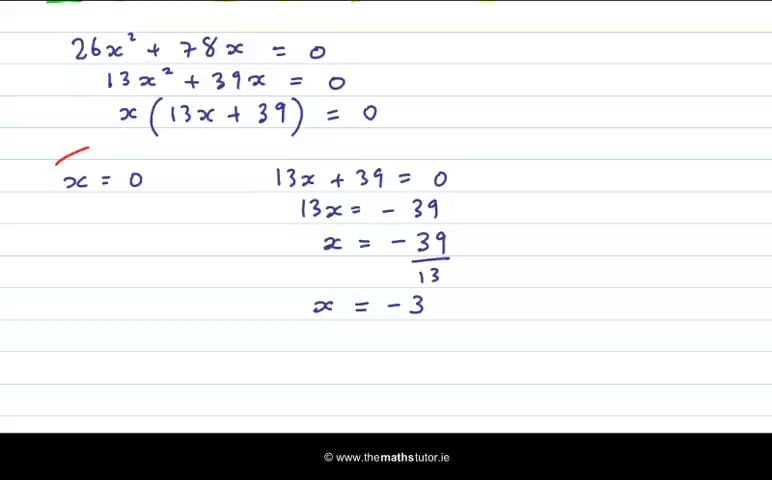 26x² + 78x = 0
13x² + 39x = 0
x(13x + 39) = 0
x = 0
13x + 39 = 0
13x = - 39
x = - 39/13
x = - 3
© www.themathstutor.ie